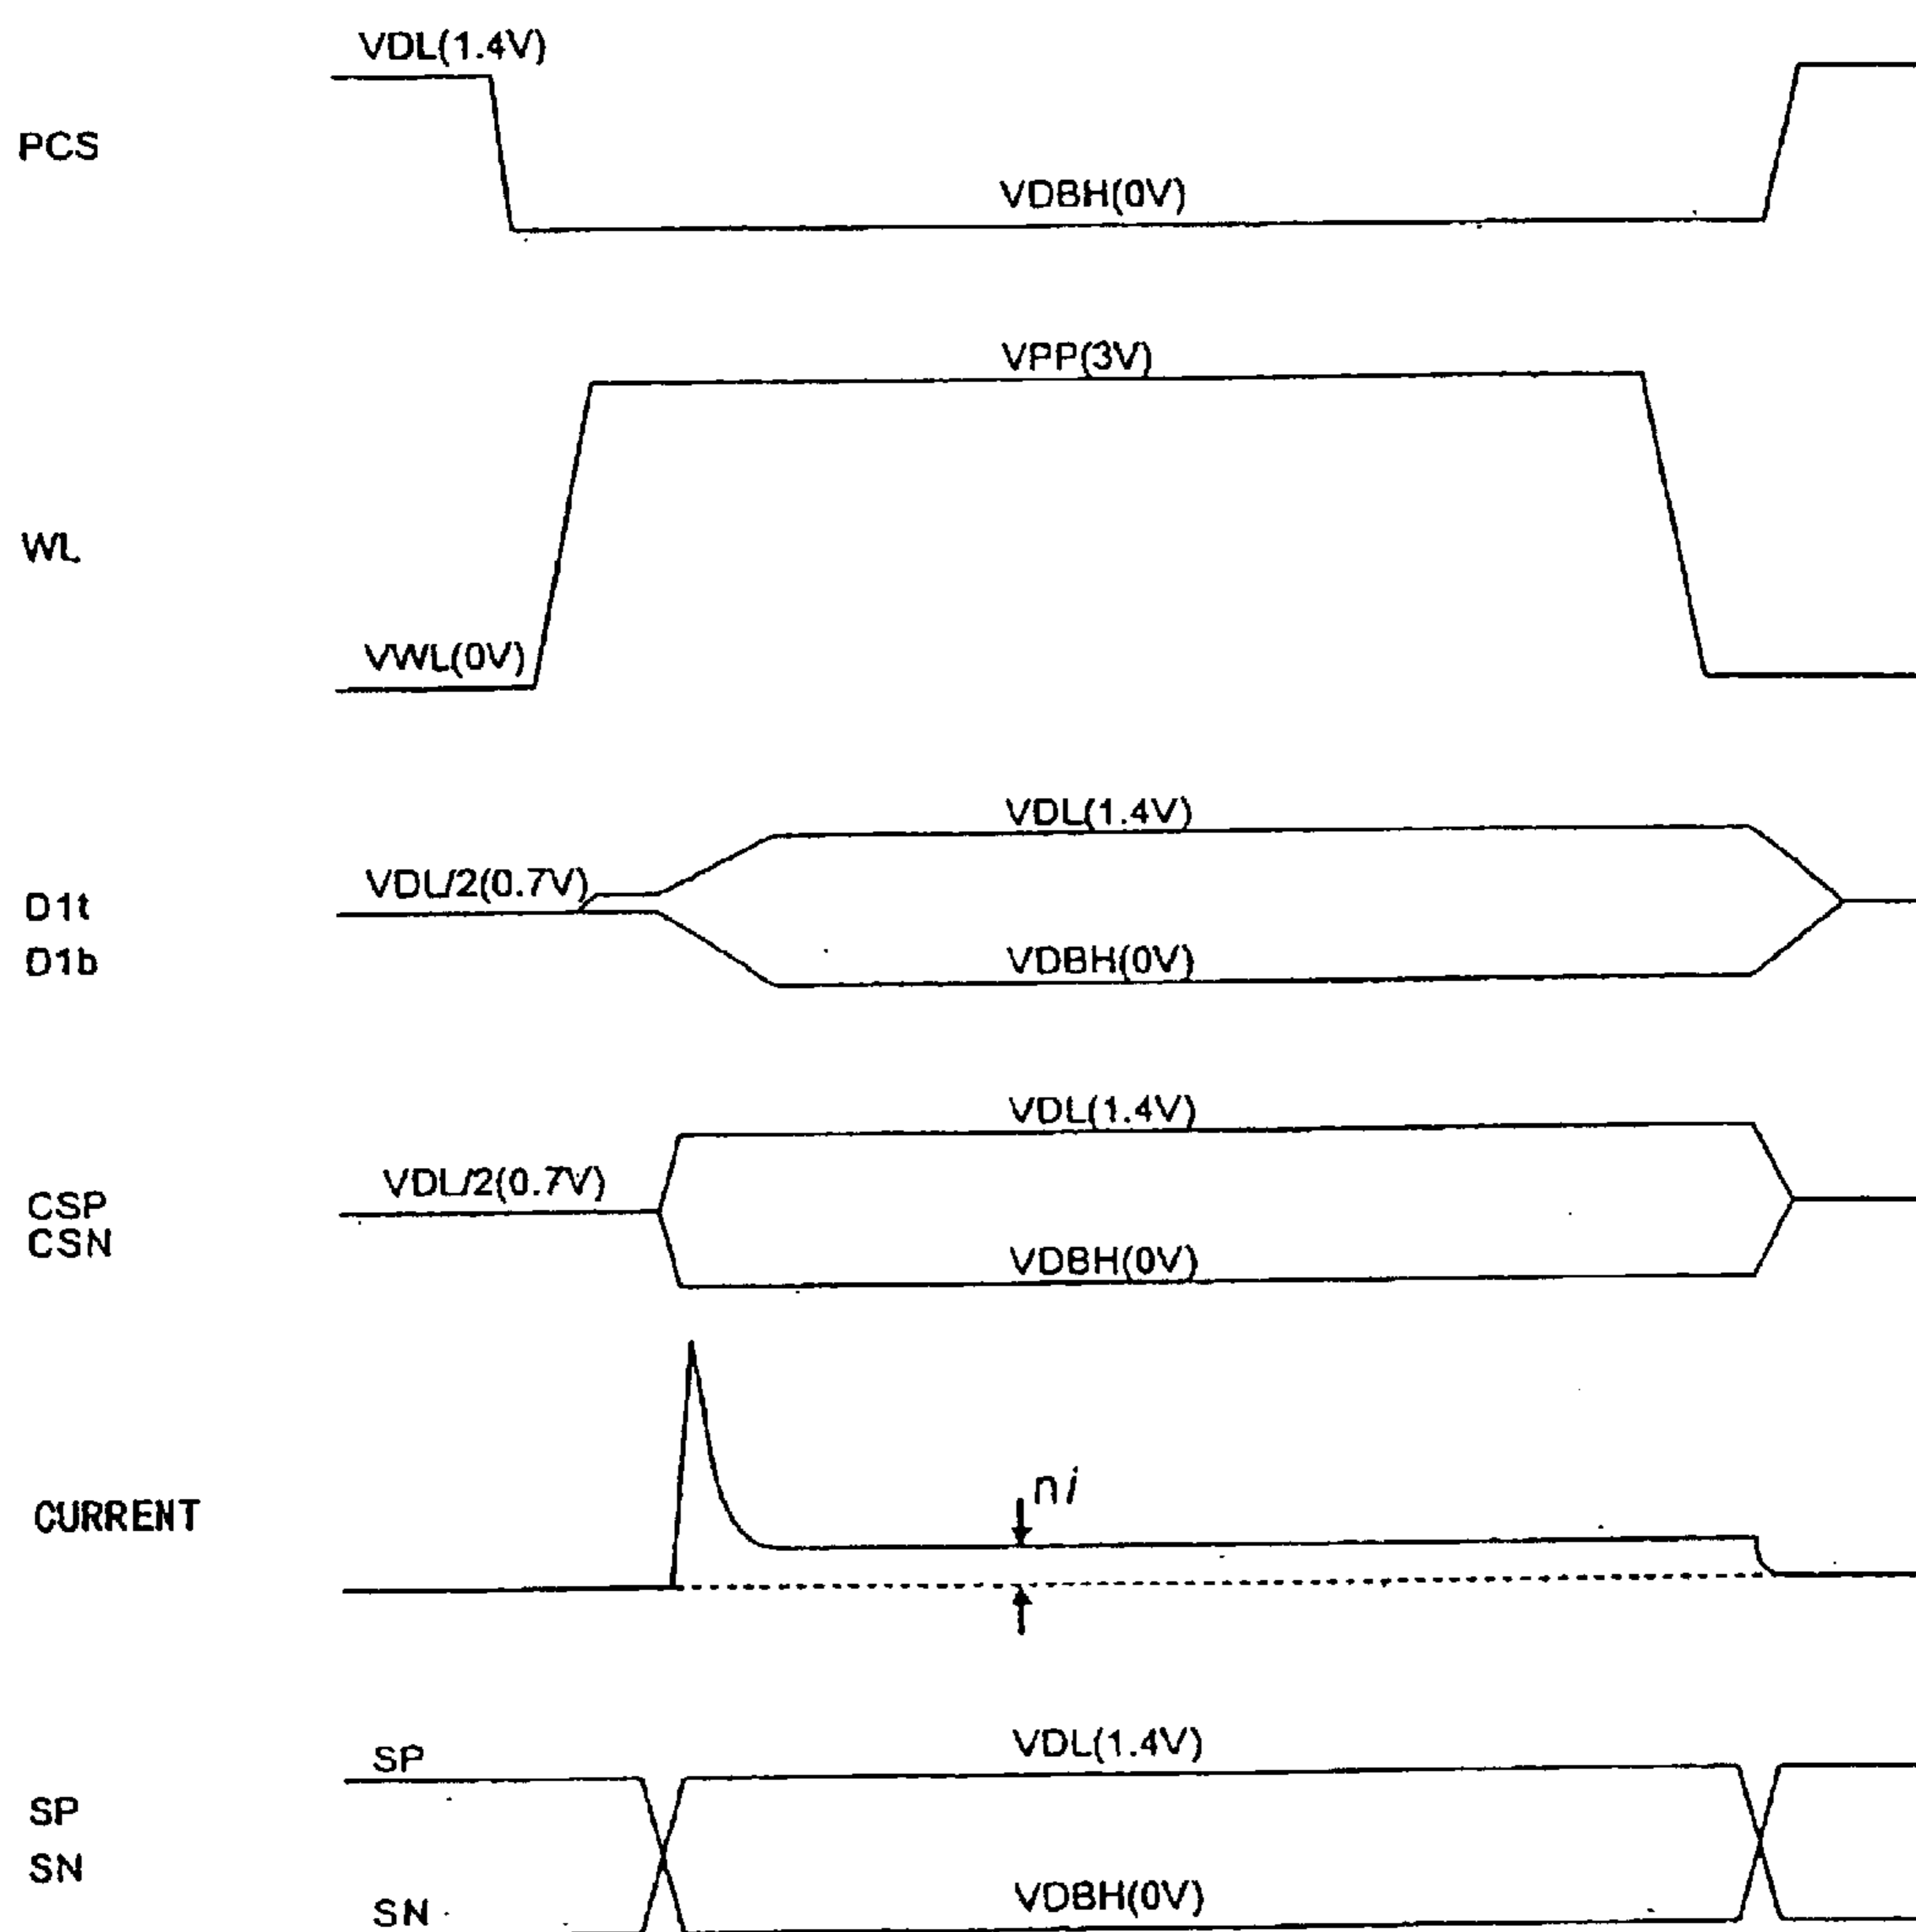 VDL(1.4V)
PCS
VDBH(0V)
VPP(3V)
WL
VWL(0V)
VDL(1.4V)
VDL/2(0.7V)
D1t
D1b
VDBH(0V)
VDL(1.4V)
VDL/2(0.7V)
CSP
CSN
VDBH(0V)
ni
CURRENT
VDL(1.4V)
SP
SP
SN
VDBH(0V)
SN